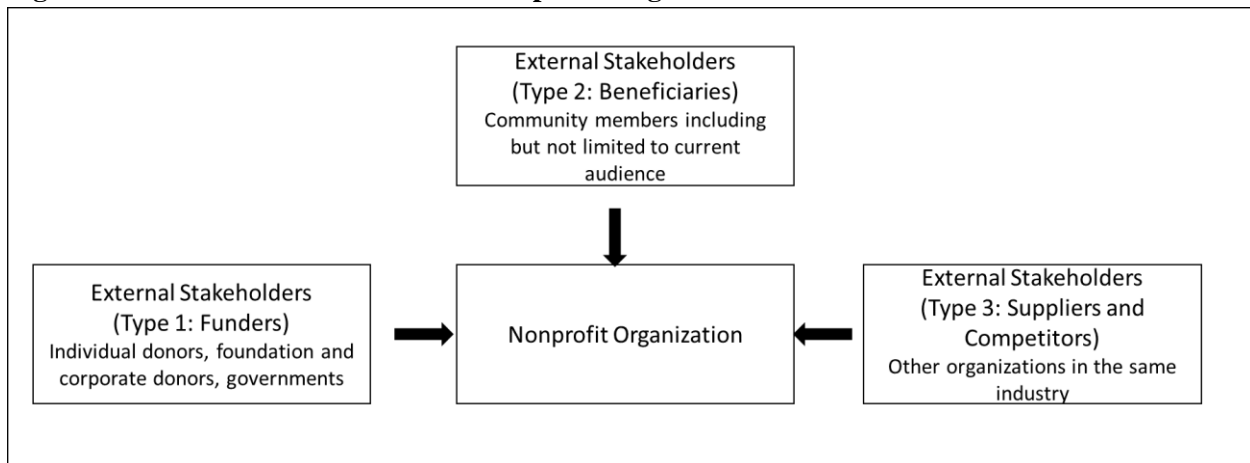 External Stakeholders
(Type 2: Beneficiaries)
Community members including
but not limited to current
audience
External Stakeholders
(Type 1: Funders)
Individual donors, foundation and
corporate donors, governments
Nonprofit Organization
External Stakeholders
(Type 3: Suppliers and
Competitors)
Other organizations in the same
industry